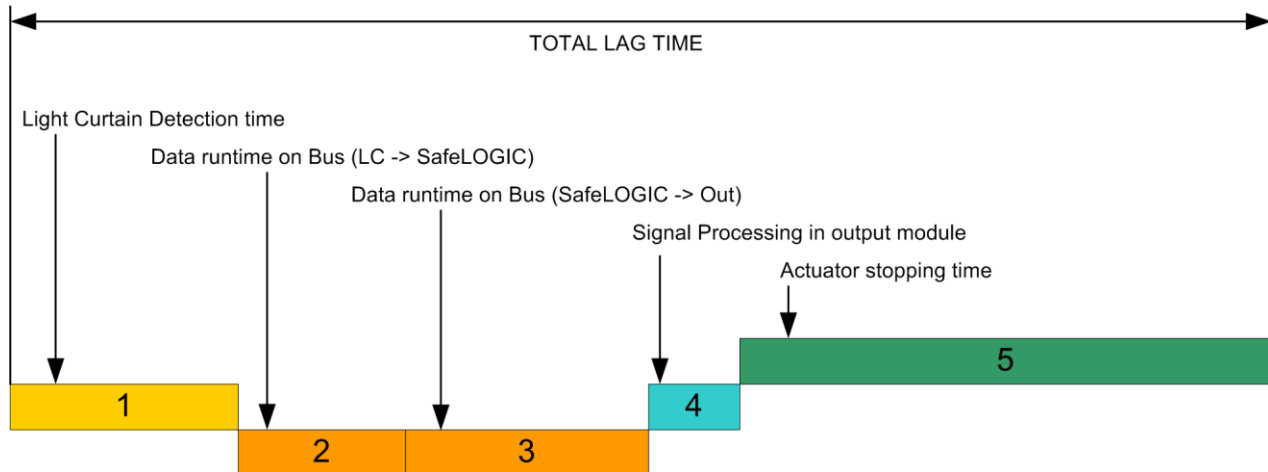 TOTAL LAG TIME
Light Curtain Detection time
Data runtime on Bus (LC -> SafeLOGIC)
Data runtime on Bus (SafeLOGIC -> Out)
Signal Processing in output module
Actuator stopping time
5
1
4
2
3